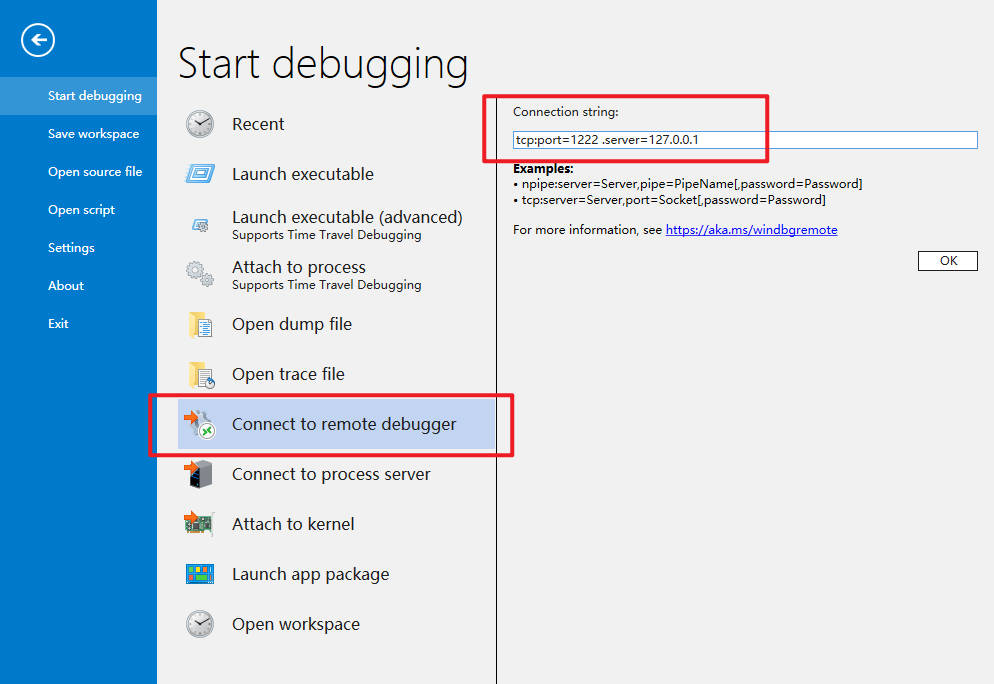 Start debugging
Save workspace
Open source file
Open script
Settings
About
Exit
Start debugging
Recent
Launch executable
Launch executable (advanced)
Supports Time Travel Debugging
Attach to process
Supports Time Travel Debugging
Open dump file
Open trace file
Connect to remote debugger
Connect to process server
Attach to kernel
Launch app package
Open workspace
Connection string:
tcp:port=1222 .server=127.0.0.1
Examples:
• npipe:server=Server,pipe=PipeName[,password=Password]
• tcp:server=Server,port=Socket[,password=Password]
For more information, see https://aka.ms/windbgremote
OK